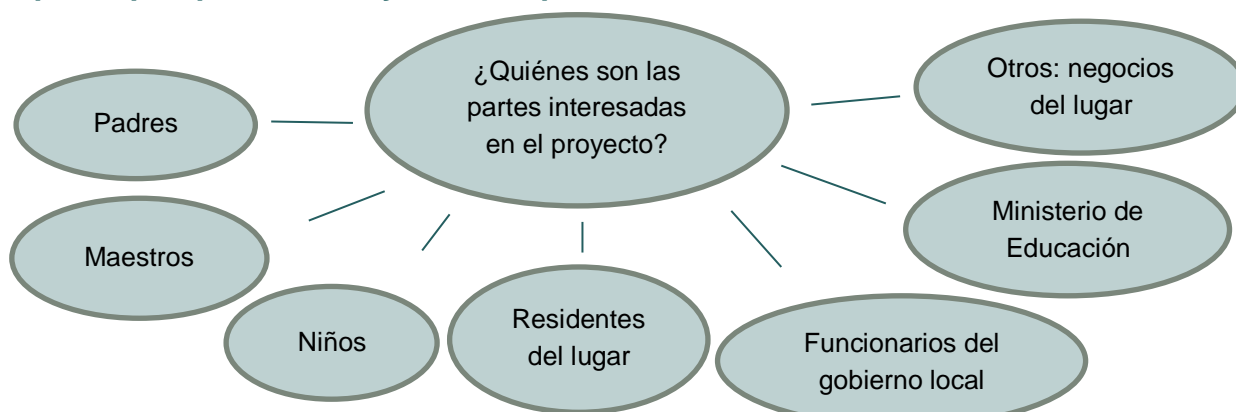 ¿Quiénes son las
partes interesadas
en el proyecto?
Padres
Maestros
Niños
Residentes
del lugar
Funcionarios del
gobierno local
Ministerio de
Educación
Otros: negocios
del lugar